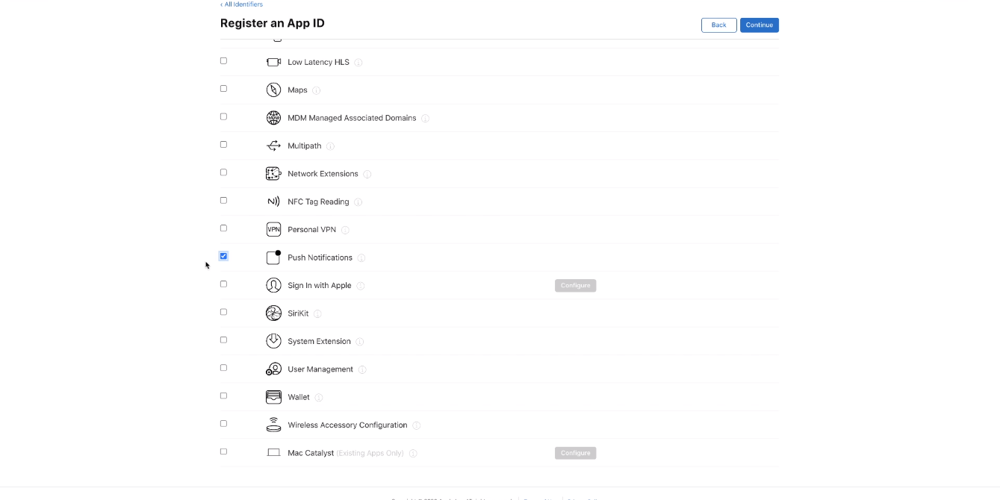 ‹ All Identifiers
Register an App ID
Back
Continue
Low Latency HLS
Maps
MDM
MDM Managed Associated Domains
Multipath
Network Extensions
N
NFC Tag Reading
VPN
Personal VPN
Push Notifications
Sign In with Apple
Configure
SiriKit
System Extension
User Management
Wallet
Wireless Accessory Configuration
Mac Catalyst (Existing Apps Only)
Configure